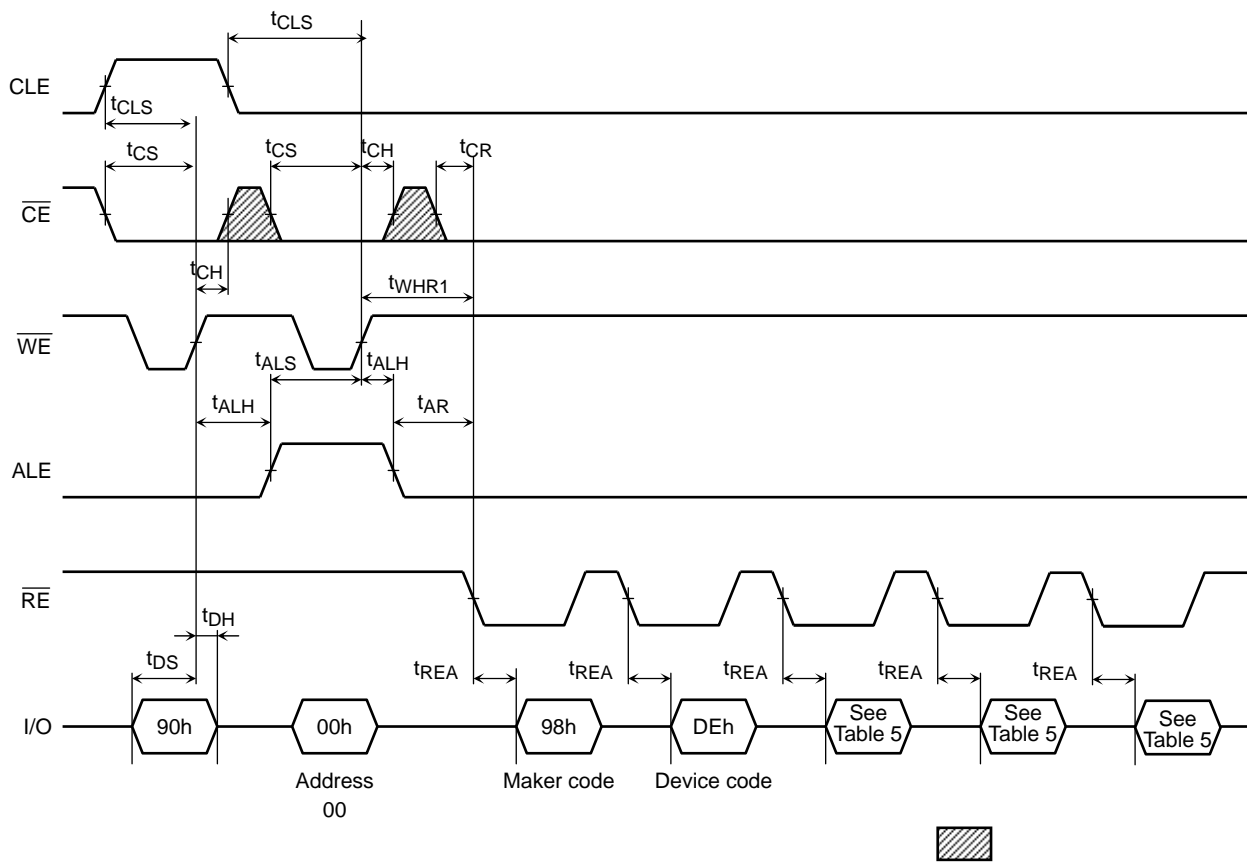 tCLS
CLE
tCLS
tCS
tCS
tCH
tCR
CE
tCH
tWHR1
WE
tALS
tALH
tALH
tAR
ALE
RE
tDH
tDS
tREA
tREA
tREA
tREA
tREA
I/O
90h
00h
98h
DEh
See
Table 5
See
Table 5
See
Table 5
Address
00
Maker code
Device code